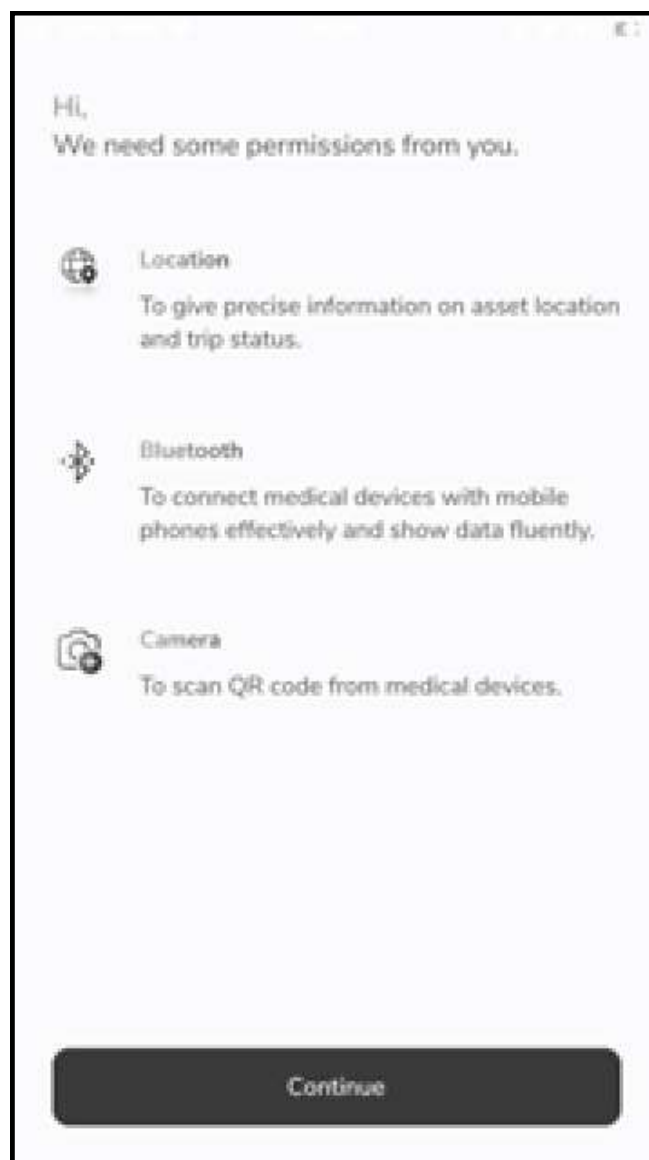 Hi,
We need some permissions from you.
Location
To give precise information on asset location
and trip status.
Bluetooth
To connect medical devices with mobile
phones effectively and show data fluently.
Camera
To scan QR code from medical devices.
Continue